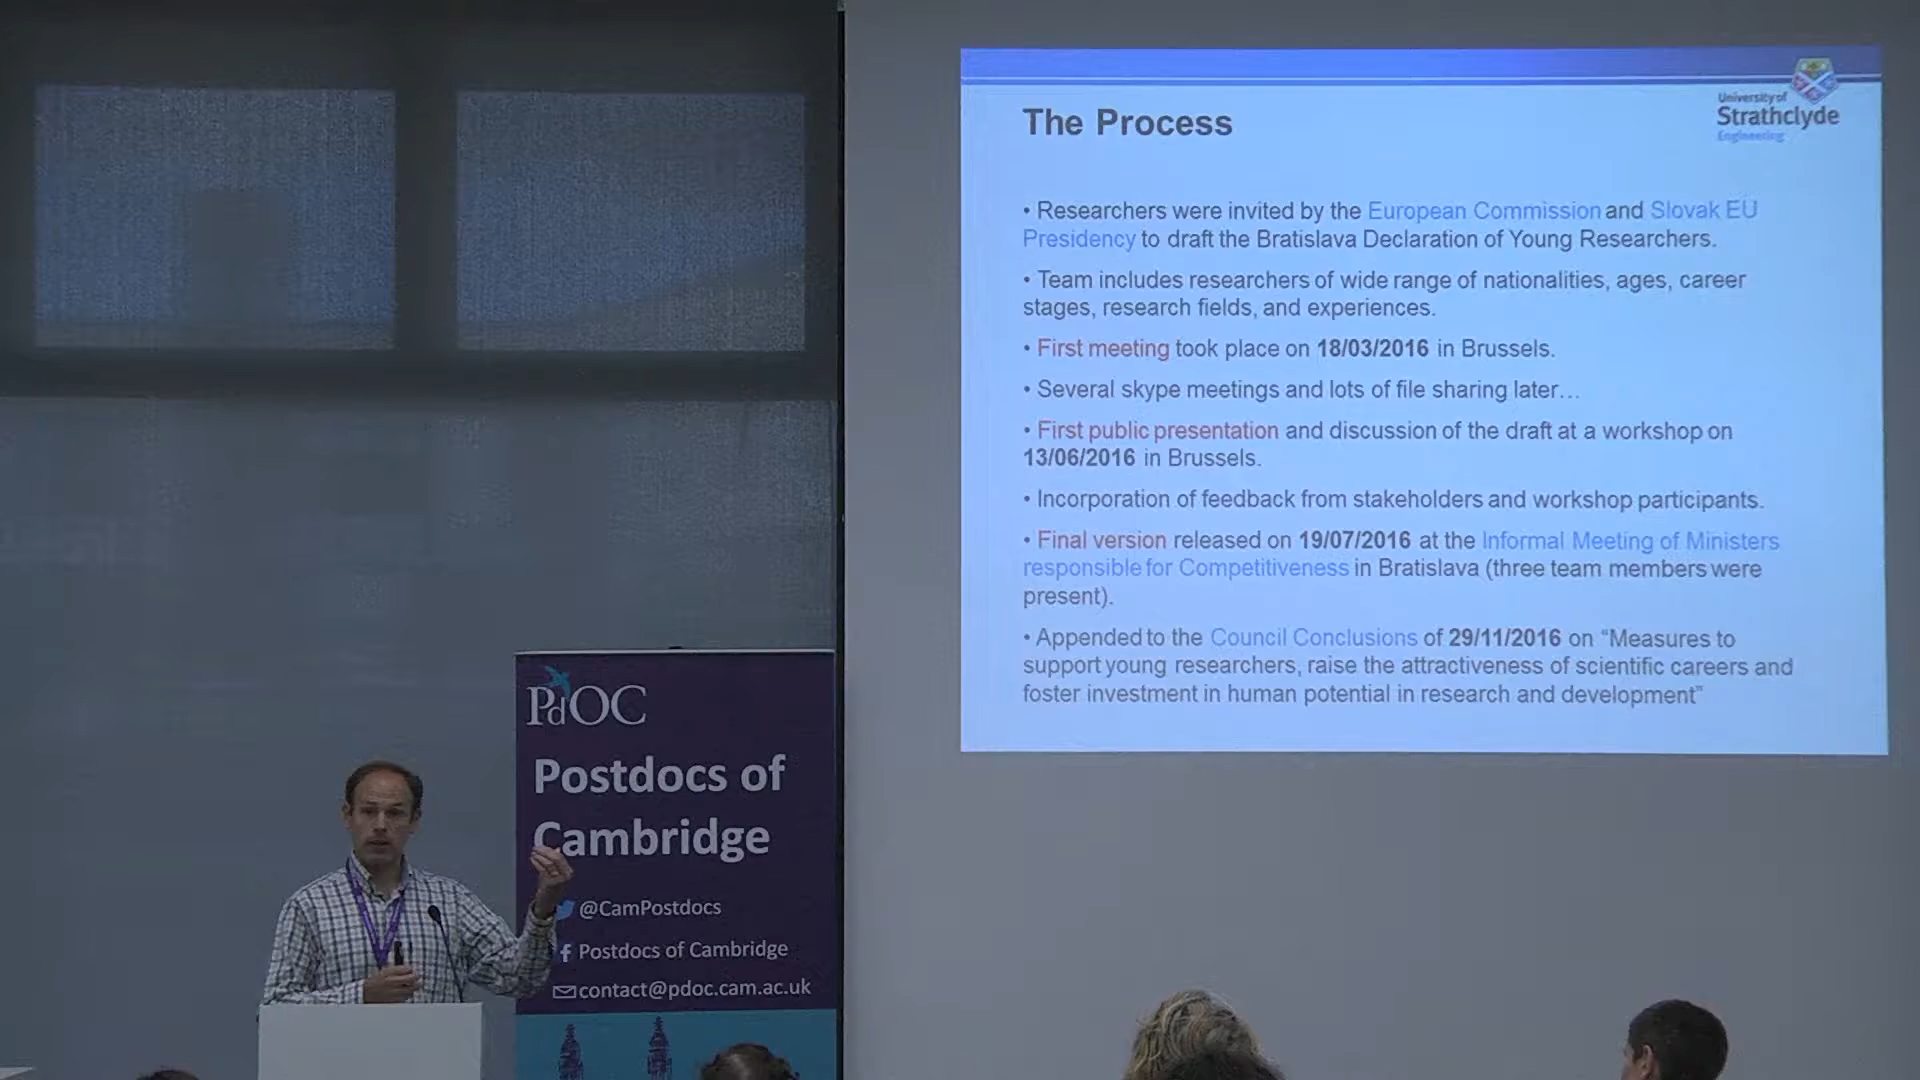 University of
Strathclyde
Engineering
The Process
• Researchers were invited by the European Commission and Slovak EU
Presidency to draft the Bratislava Declaration of Young Researchers.
• Team includes researchers of wide range of nationalities, ages, career
stages, research fields, and experiences.
• First meeting took place on 18/03/2016 in Brussels.
• Several skype meetings and lots of file sharing later…
• First public presentation and discussion of the draft at a workshop on
13/06/2016 in Brussels.
• Incorporation of feedback from stakeholders and workshop participants.
• Final version released on 19/07/2016 at the Informal Meeting of Ministers
responsible for Competitiveness in Bratislava (three team members were
present).
• Appended to the Council Conclusions of 29/11/2016 on “Measures to
support young researchers, raise the attractiveness of scientific careers and
foster investment in human potential in research and development”
PdOC
Postdocs of
Cambridge
@CamPostdocs
Postdocs of Cambridge
contact@pdoc.cam.ac.uk